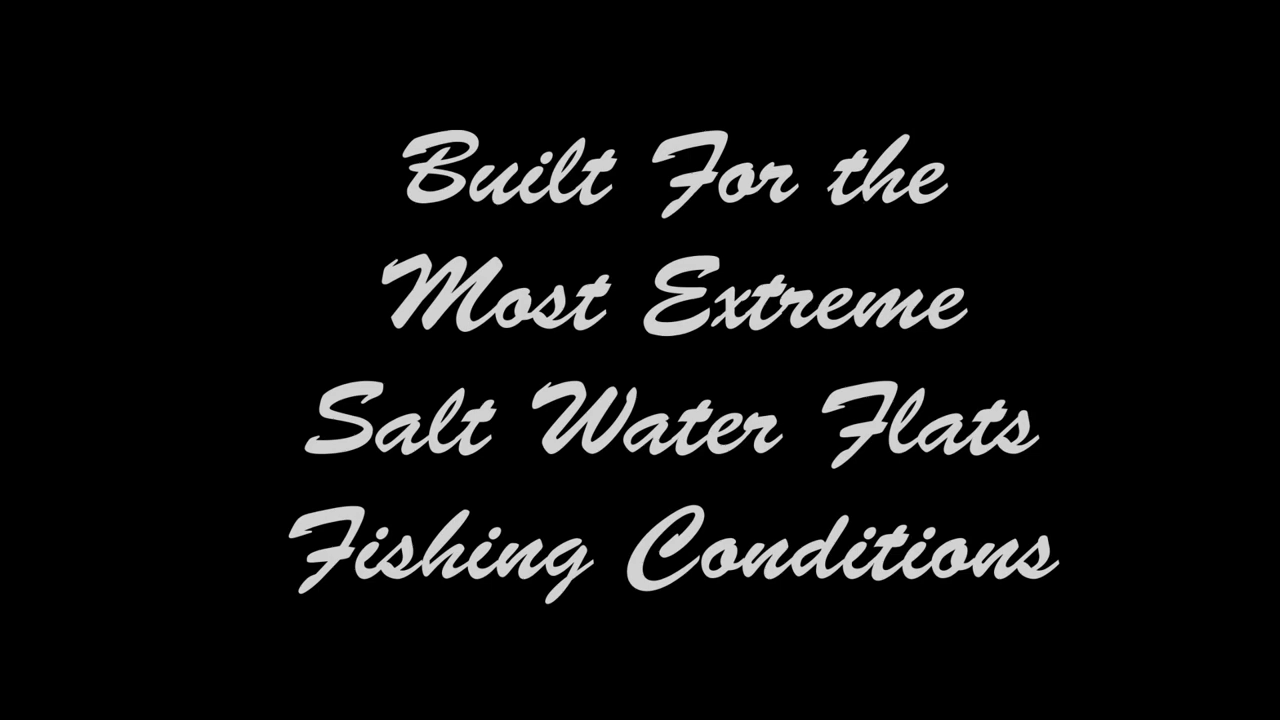 Built For the
Most Extreme
Salt Water Flats
Fishing Conditions